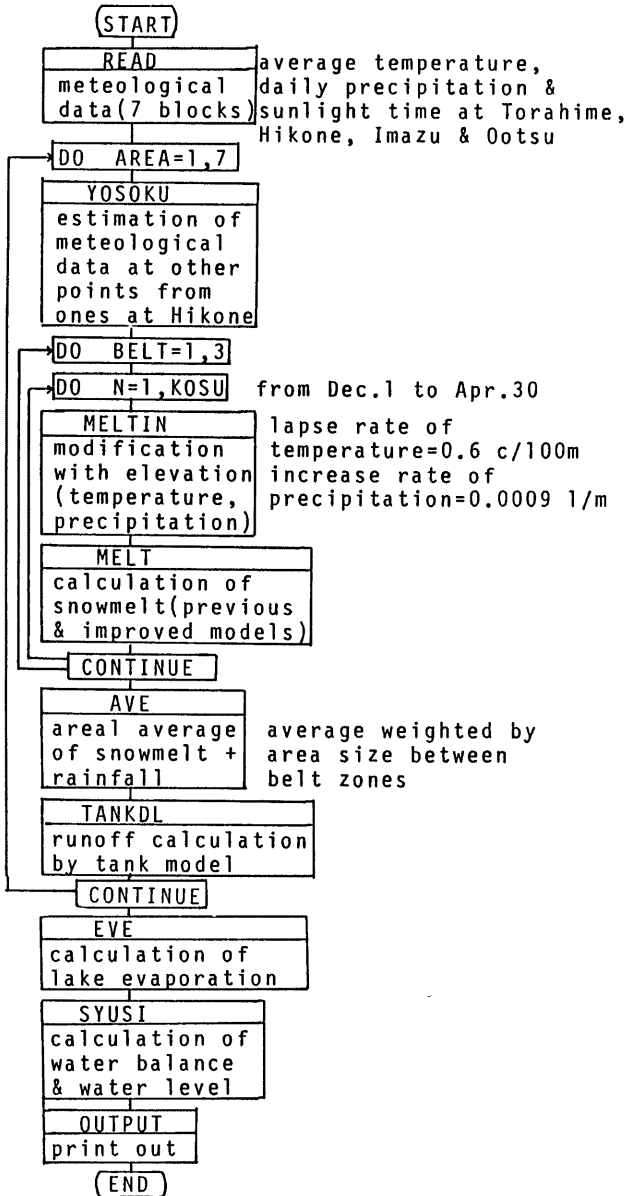 START
READ
meteological
data(7 blocks)
average temperature,
daily precipitation &
sunlight time at Torahime,
Hikone, Imazu & Ootsu
DO AREA=1,7
YOSOKU
estimation of
meteological
data at other
points from
ones at Hikone
DO BELT=1,3
DO N=1,KOSU
from Dec.1 to Apr.30
MELTIN
modification
with elevation
(temperature,
precipitation)
lapse rate of
temperature=0.6 c/100m
increase rate of
precipitation=0.0009 1/m
MELT
calculation of
snowmelt(previous
& improved models)
CONTINUE
AVE
areal average
of snowmelt +
rainfall
average weighted by
area size between
belt zones
TANKDL
runoff calculation
by tank model
CONTINUE
EVE
calculation of
lake evaporation
SYUSI
calculation of
water balance
& water level
OUTPUT
print out
END